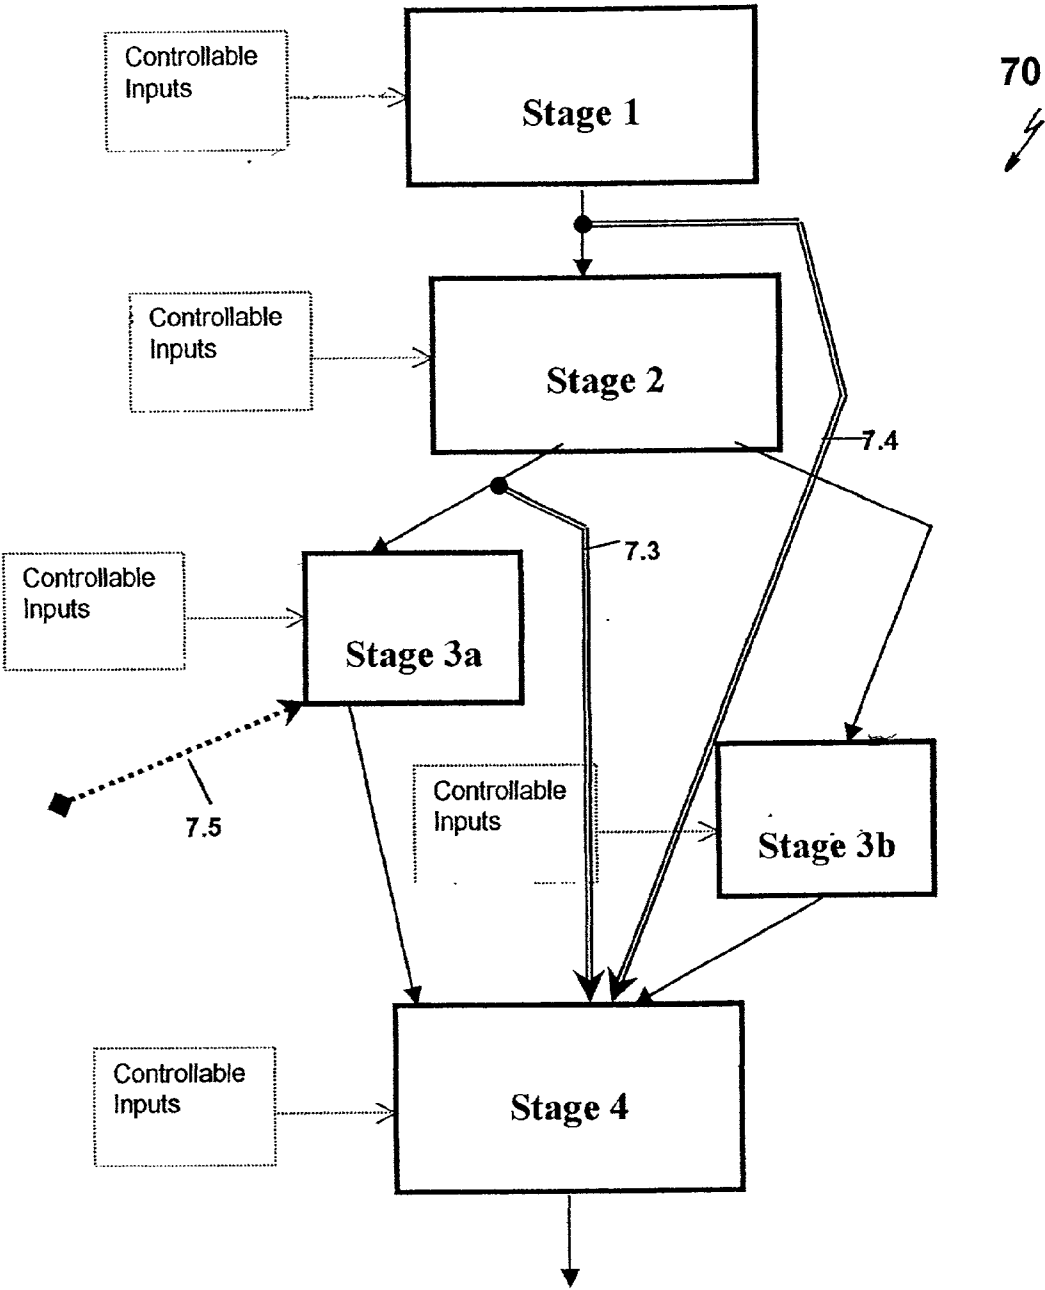 Controllable
Inputs
70
Stage 1
Controllable
Inputs
Stage 2
7.4
7.3
Controllable
Inputs
Stage 3a
Controllable
Inputs
7.5
Stage 3b
Controllable
Inputs
Stage 4